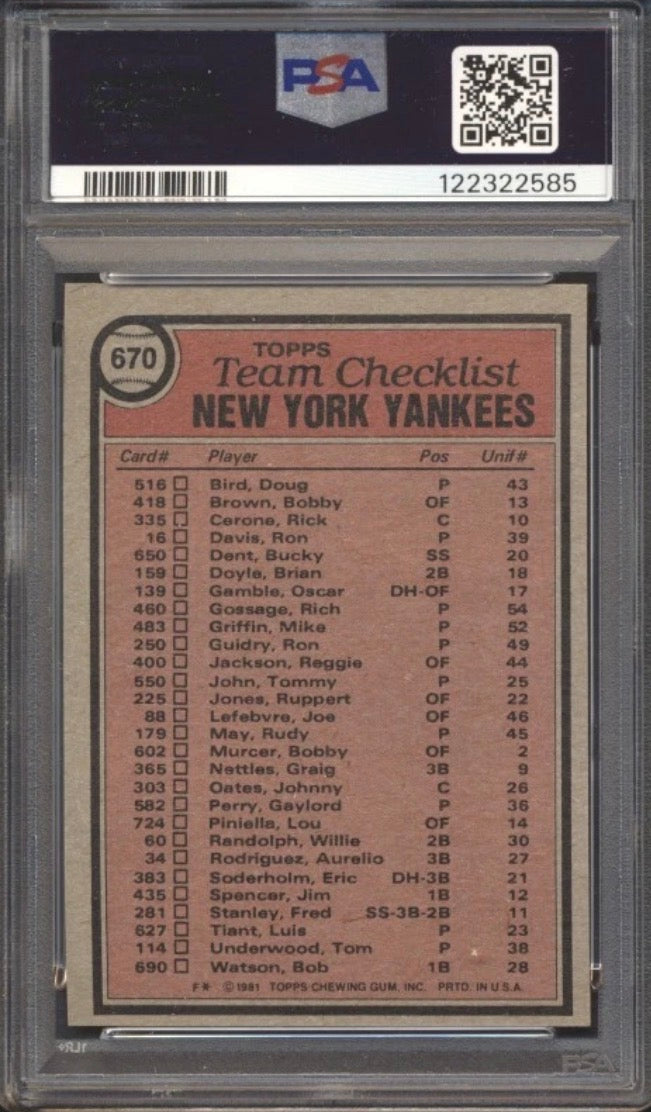 PSA
122322585
670
TOPPS
Team Checklist
NEW YORK YANKEES
Card# Player Pos Unif#
516 Bird, Doug P 43
418 Brown, Bobby OF 13
335 Cerone, Rick C 10
16 Davis, Ron P 39
650 Dent, Bucky SS 20
159 Doyle, Brian 2B 18
139 Gamble, Oscar DH-OF 17
460 Gossage, Rich P 54
483 Griffin, Mike P 52
250 Guidry, Ron P 49
400 Jackson, Reggie OF 44
550 John, Tommy P 25
225 Jones, Ruppert OF 22
88 Lefebvre, Joe OF 46
179 May, Rudy P 45
602 Murcer, Bobby OF 2
365 Nettles, Graig 3B 9
303 Oates, Johnny C 26
582 Perry, Gaylord P 36
724 Piniella, Lou OF 14
60 Randolph, Willie 2B 30
34 Rodriguez, Aurelio 3B 27
383 Soderholm, Eric DH-3B 21
435 Spencer, Jim 1B 12
281 Stanley, Fred SS-3B-2B 11
627 Tiant, Luis P 23
114 Underwood, Tom P 38
690 Watson, Bob 1B 28
F* ©1981 TOPPS CHEWING GUM, INC. PRTD. IN U.S.A.
PSA